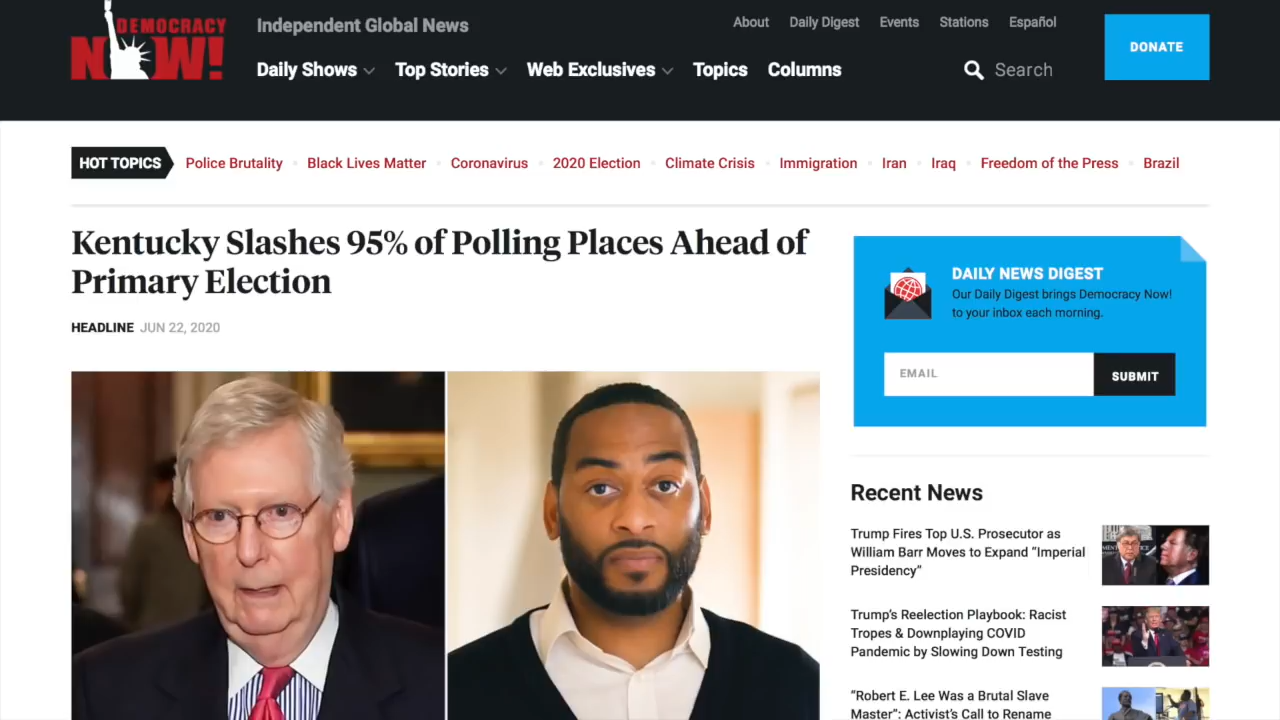 DEMOCRACY
NOW!
Independent Global News
About
Daily Digest
Events
Stations
Español
Daily Shows
Top Stories
Web Exclusives
Topics
Columns
Search
DONATE
HOT TOPICS
Police Brutality
Black Lives Matter
Coronavirus
2020 Election
Climate Crisis
Immigration
Iran
Iraq
Freedom of the Press
Brazil
Kentucky Slashes 95% of Polling Places Ahead of
Primary Election
HEADLINE JUN 22, 2020
DAILY NEWS DIGEST
Our Daily Digest brings Democracy Now!
to your inbox each morning.
EMAIL
SUBMIT
Recent News
Trump Fires Top U.S. Prosecutor as
William Barr Moves to Expand “Imperial
Presidency”
Trump’s Reelection Playbook: Racist
Tropes & Downplaying COVID
Pandemic by Slowing Down Testing
“Robert E. Lee Was a Brutal Slave
Master”: Activist’s Call to Rename